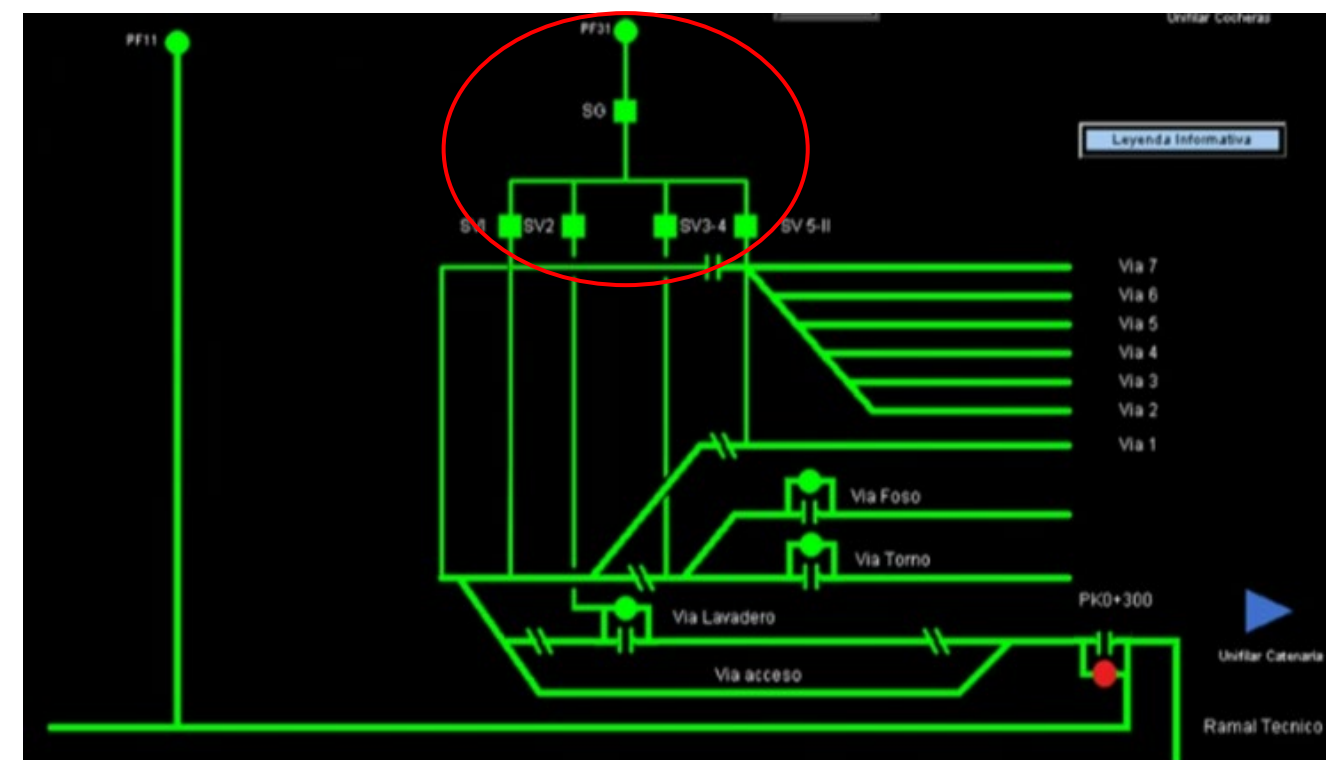 Unifilar Cocheras
PF11
PF31
SG
Leyenda Informativa
SV1
SV2
SV3-4
SV 5-II
Via 7
Via 6
Via 5
Via 4
Via 3
Via 2
Via 1
Via Foso
Via Torno
PK0+300
Via Lavadero
Unifilar Catenaria
Via acceso
Ramal Tecnico